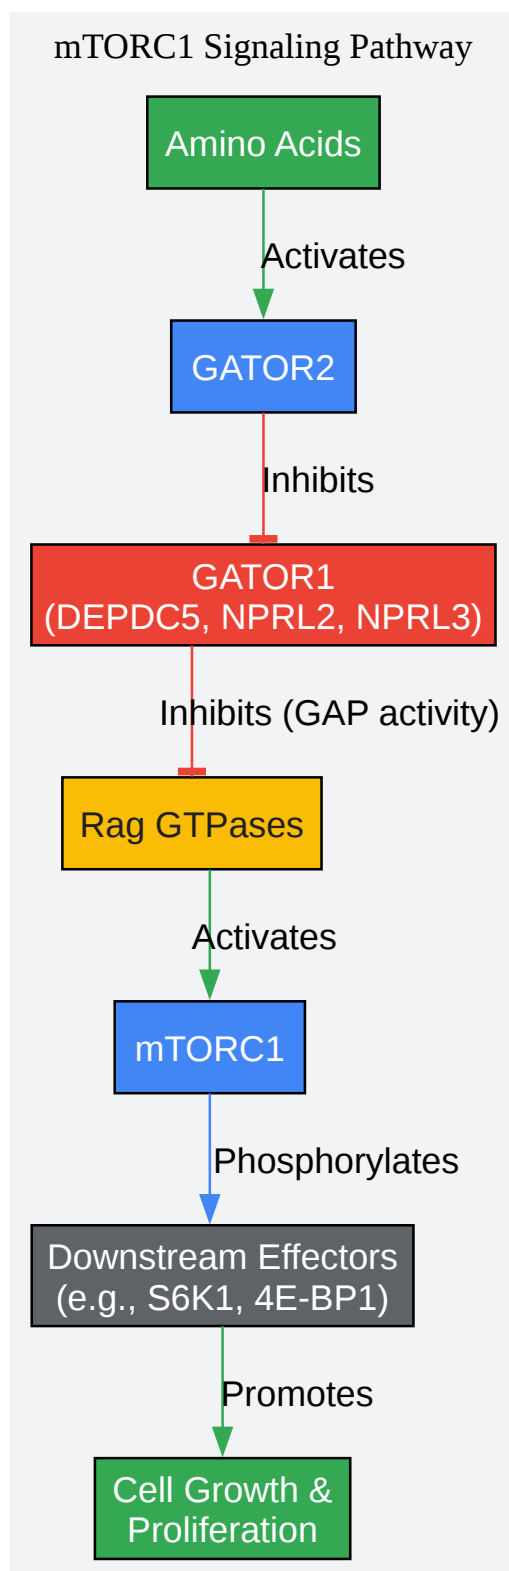 mTORC1 Signaling Pathway
Amino Acids
Activates
GATOR2
Inhibits
GATOR1
(DEPDC5, NPRL2, NPRL3)
Inhibits (GAP activity)
Rag GTPases
Activates
mTORC1
Phosphorylates
Downstream Effectors
(e.g., S6K1, 4E-BP1)
Promotes
Cell Growth &
Proliferation